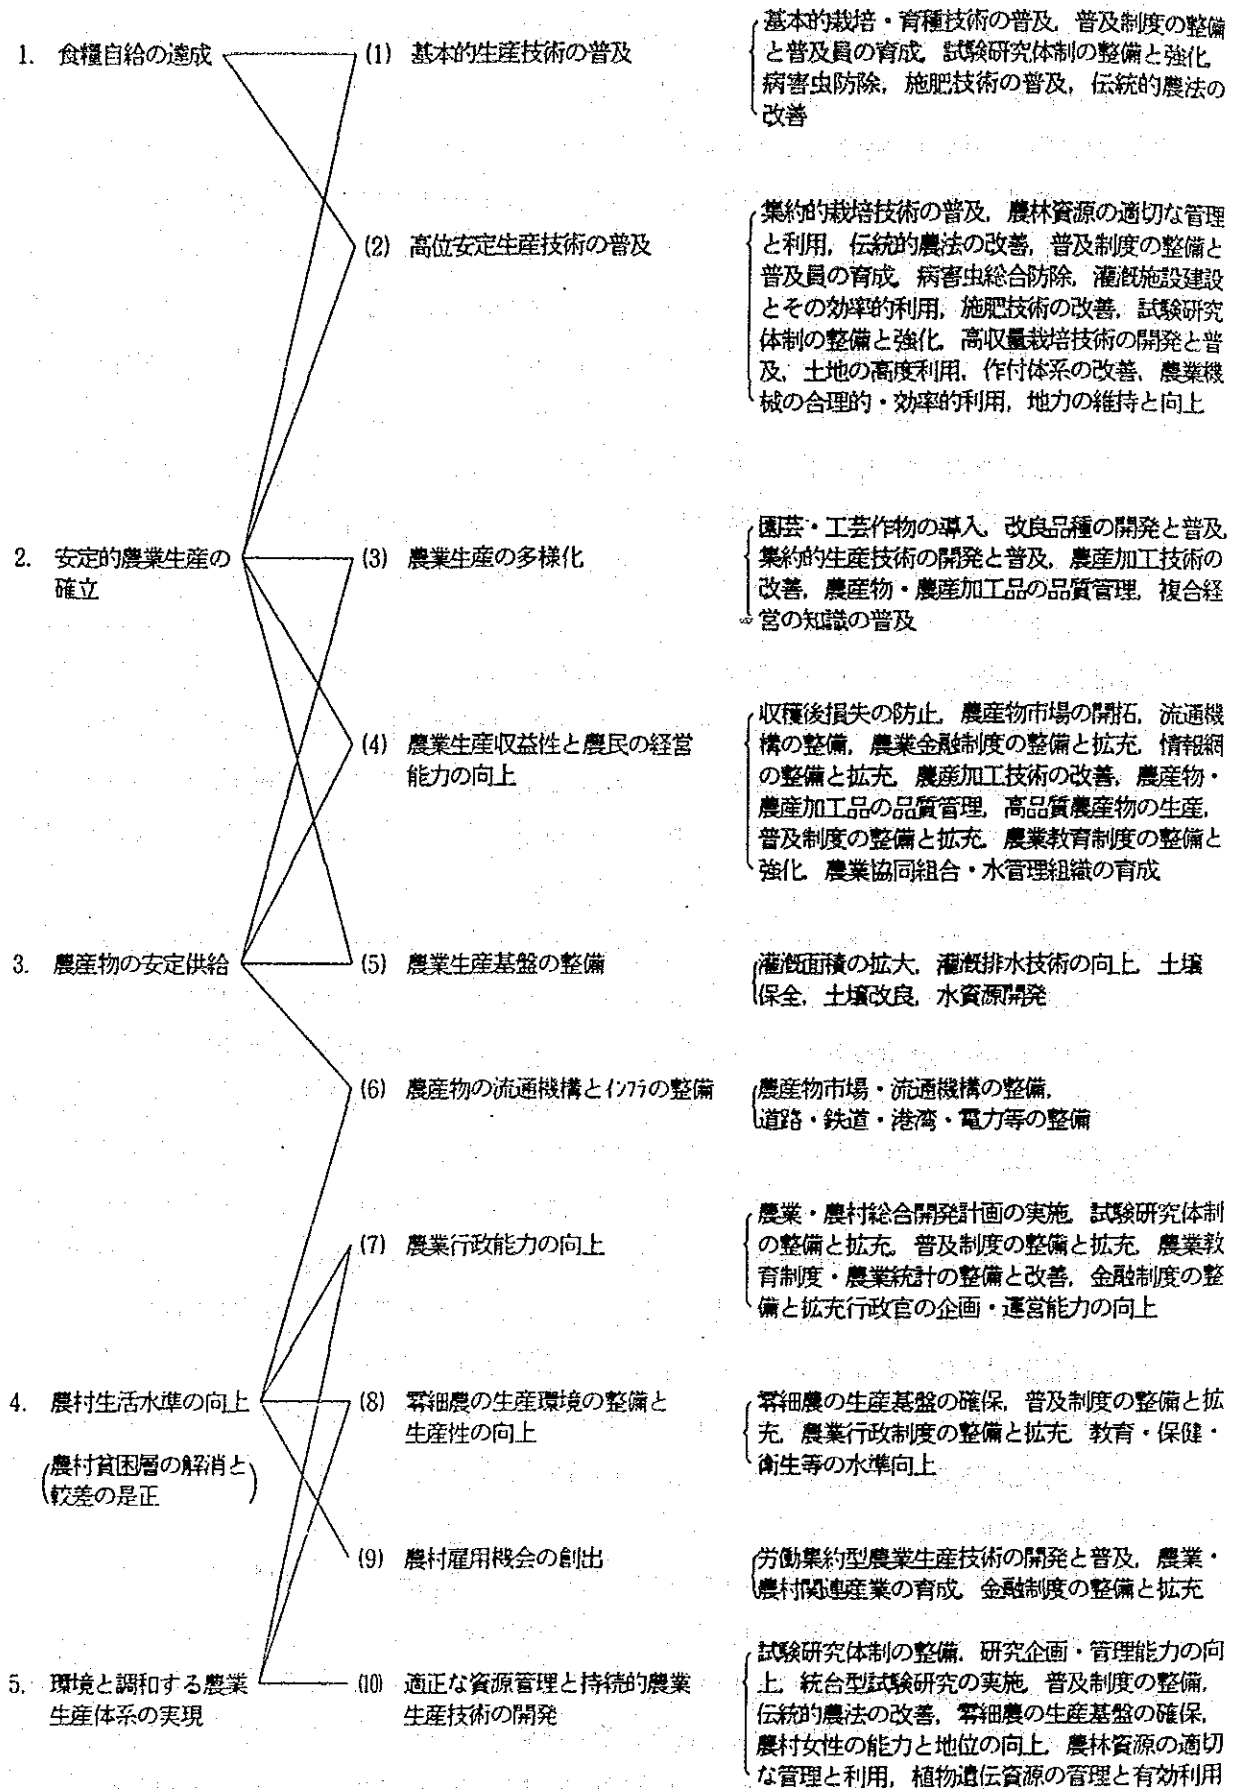 1. 食糧自給の達成
(1) 基本的生産技術の普及
基本的栽培・育種技術の普及, 普及制度の整備
と普及員の育成, 試験研究体制の整備と強化,
病害虫防除, 施肥技術の普及, 伝統的農法の
改善
(2) 高位安定生産技術の普及
集約的栽培技術の普及, 農林資源の適切な管理
と利用, 伝統的農法の改善, 普及制度の整備と
普及員の育成, 病害虫総合防除, 灌漑施設建設
とその効率的利用, 施肥技術の改善, 試験研究
体制の整備と強化, 高収量栽培技術の開発と普
及, 土地の高度利用, 作付体系の改善, 農業機
械の合理的・効率的利用, 地力の維持と向上
2. 安定的農業生産の
確立
(3) 農業生産の多様化
園芸・工芸作物の導入, 改良品種の開発と普及,
集約的生産技術の開発と普及, 農産加工技術の
改善, 農産物・農産加工品の品質管理, 複合経
営の知識の普及
(4) 農業生産収益性と農民の経営
能力の向上
収穫後損失の防止, 農産物市場の開拓, 流通機
構の整備, 農業金融制度の整備と拡充, 情報網
の整備と拡充, 農産加工技術の改善, 農産物・
農産加工品の品質管理, 高品質農産物の生産,
普及制度の整備と拡充, 農業教育制度の整備と
強化, 農業協同組合・水管理組織の育成
3. 農産物の安定供給
(5) 農業生産基盤の整備
灌漑面積の拡大, 灌漑排水技術の向上, 土壌
保全, 土壌改良, 水資源開発
(6) 農産物の流通機構とインフラの整備
農産物市場・流通機構の整備,
道路・鉄道・港湾・電力等の整備
(7) 農業行政能力の向上
農業・農村総合開発計画の実施, 試験研究体制
の整備と拡充, 普及制度の整備と拡充, 農業教
育制度・農業統計の整備と改善, 金融制度の整
備と拡充行政官の企画・運営能力の向上
4. 農村生活水準の向上
(農村貧困層の解消と
較差の是正)
(8) 零細農の生産環境の整備と
生産性の向上
零細農の生産基盤の確保, 普及制度の整備と拡
充, 農業行政制度の整備と拡充, 教育・保健・
衛生等の水準向上
(9) 農村雇用機会の創出
労働集約型農業生産技術の開発と普及, 農業・
農村関連産業の育成, 金融制度の整備と拡充
5. 環境と調和する農業
生産体系の実現
(10) 適正な資源管理と持続的農業
生産技術の開発
試験研究体制の整備, 研究企画・管理能力の向
上, 統合型試験研究の実施, 普及制度の整備,
伝統的農法の改善, 零細農の生産基盤の確保,
農村女性の能力と地位の向上, 農林資源の適切
な管理と利用, 植物遺伝資源の管理と有効利用